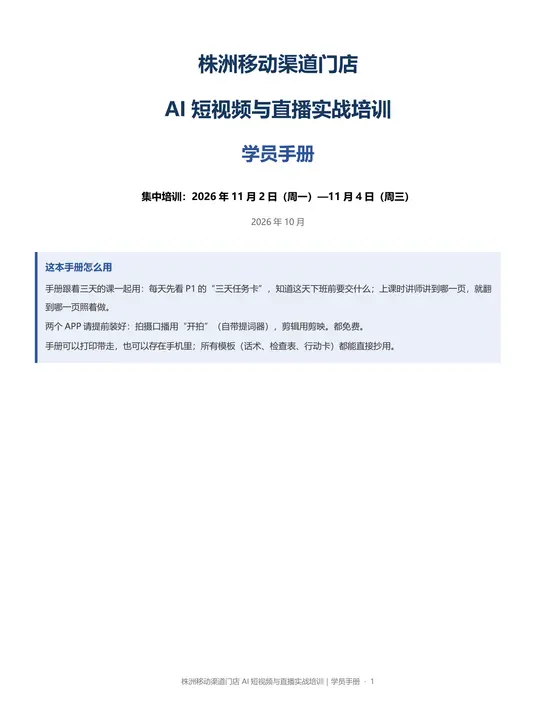 株洲移动渠道门店
AI 短视频与直播实战培训
学员手册
集中培训：2026 年 11 月 2 日（周一）—11 月 4 日（周三）
2026 年 10 月
这本手册怎么用
手册跟着三天的课一起用：每天先看 P1 的“三天任务卡”，知道这天下班前要交什么；上课时讲师讲到哪一页，就翻
到哪一页照着做。
两个 APP 请提前装好：拍摄口播用“开拍”（自带提词器），剪辑用剪映。都免费。
手册可以打印带走，也可以存在手机里；所有模板（话术、检查表、行动卡）都能直接抄用。
株洲移动渠道门店 AI 短视频与直播实战培训｜学员手册 · 1